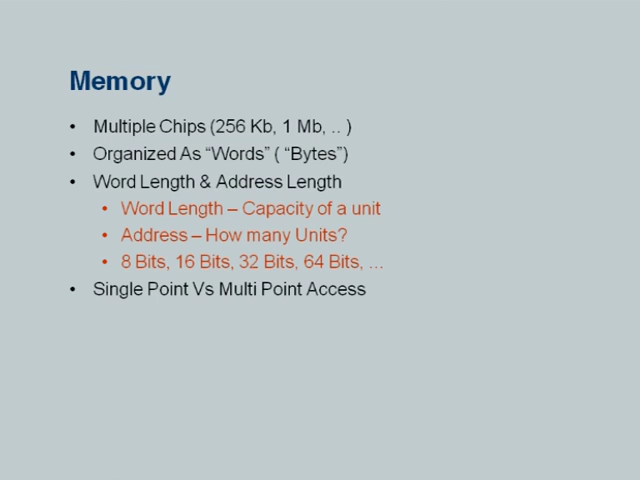 Memory
• Multiple Chips (256 Kb, 1 Mb, .. )
• Organized As “Words” ( “Bytes”)
• Word Length & Address Length
• Word Length – Capacity of a unit
• Address – How many Units?
• 8 Bits, 16 Bits, 32 Bits, 64 Bits, ...
• Single Point Vs Multi Point Access